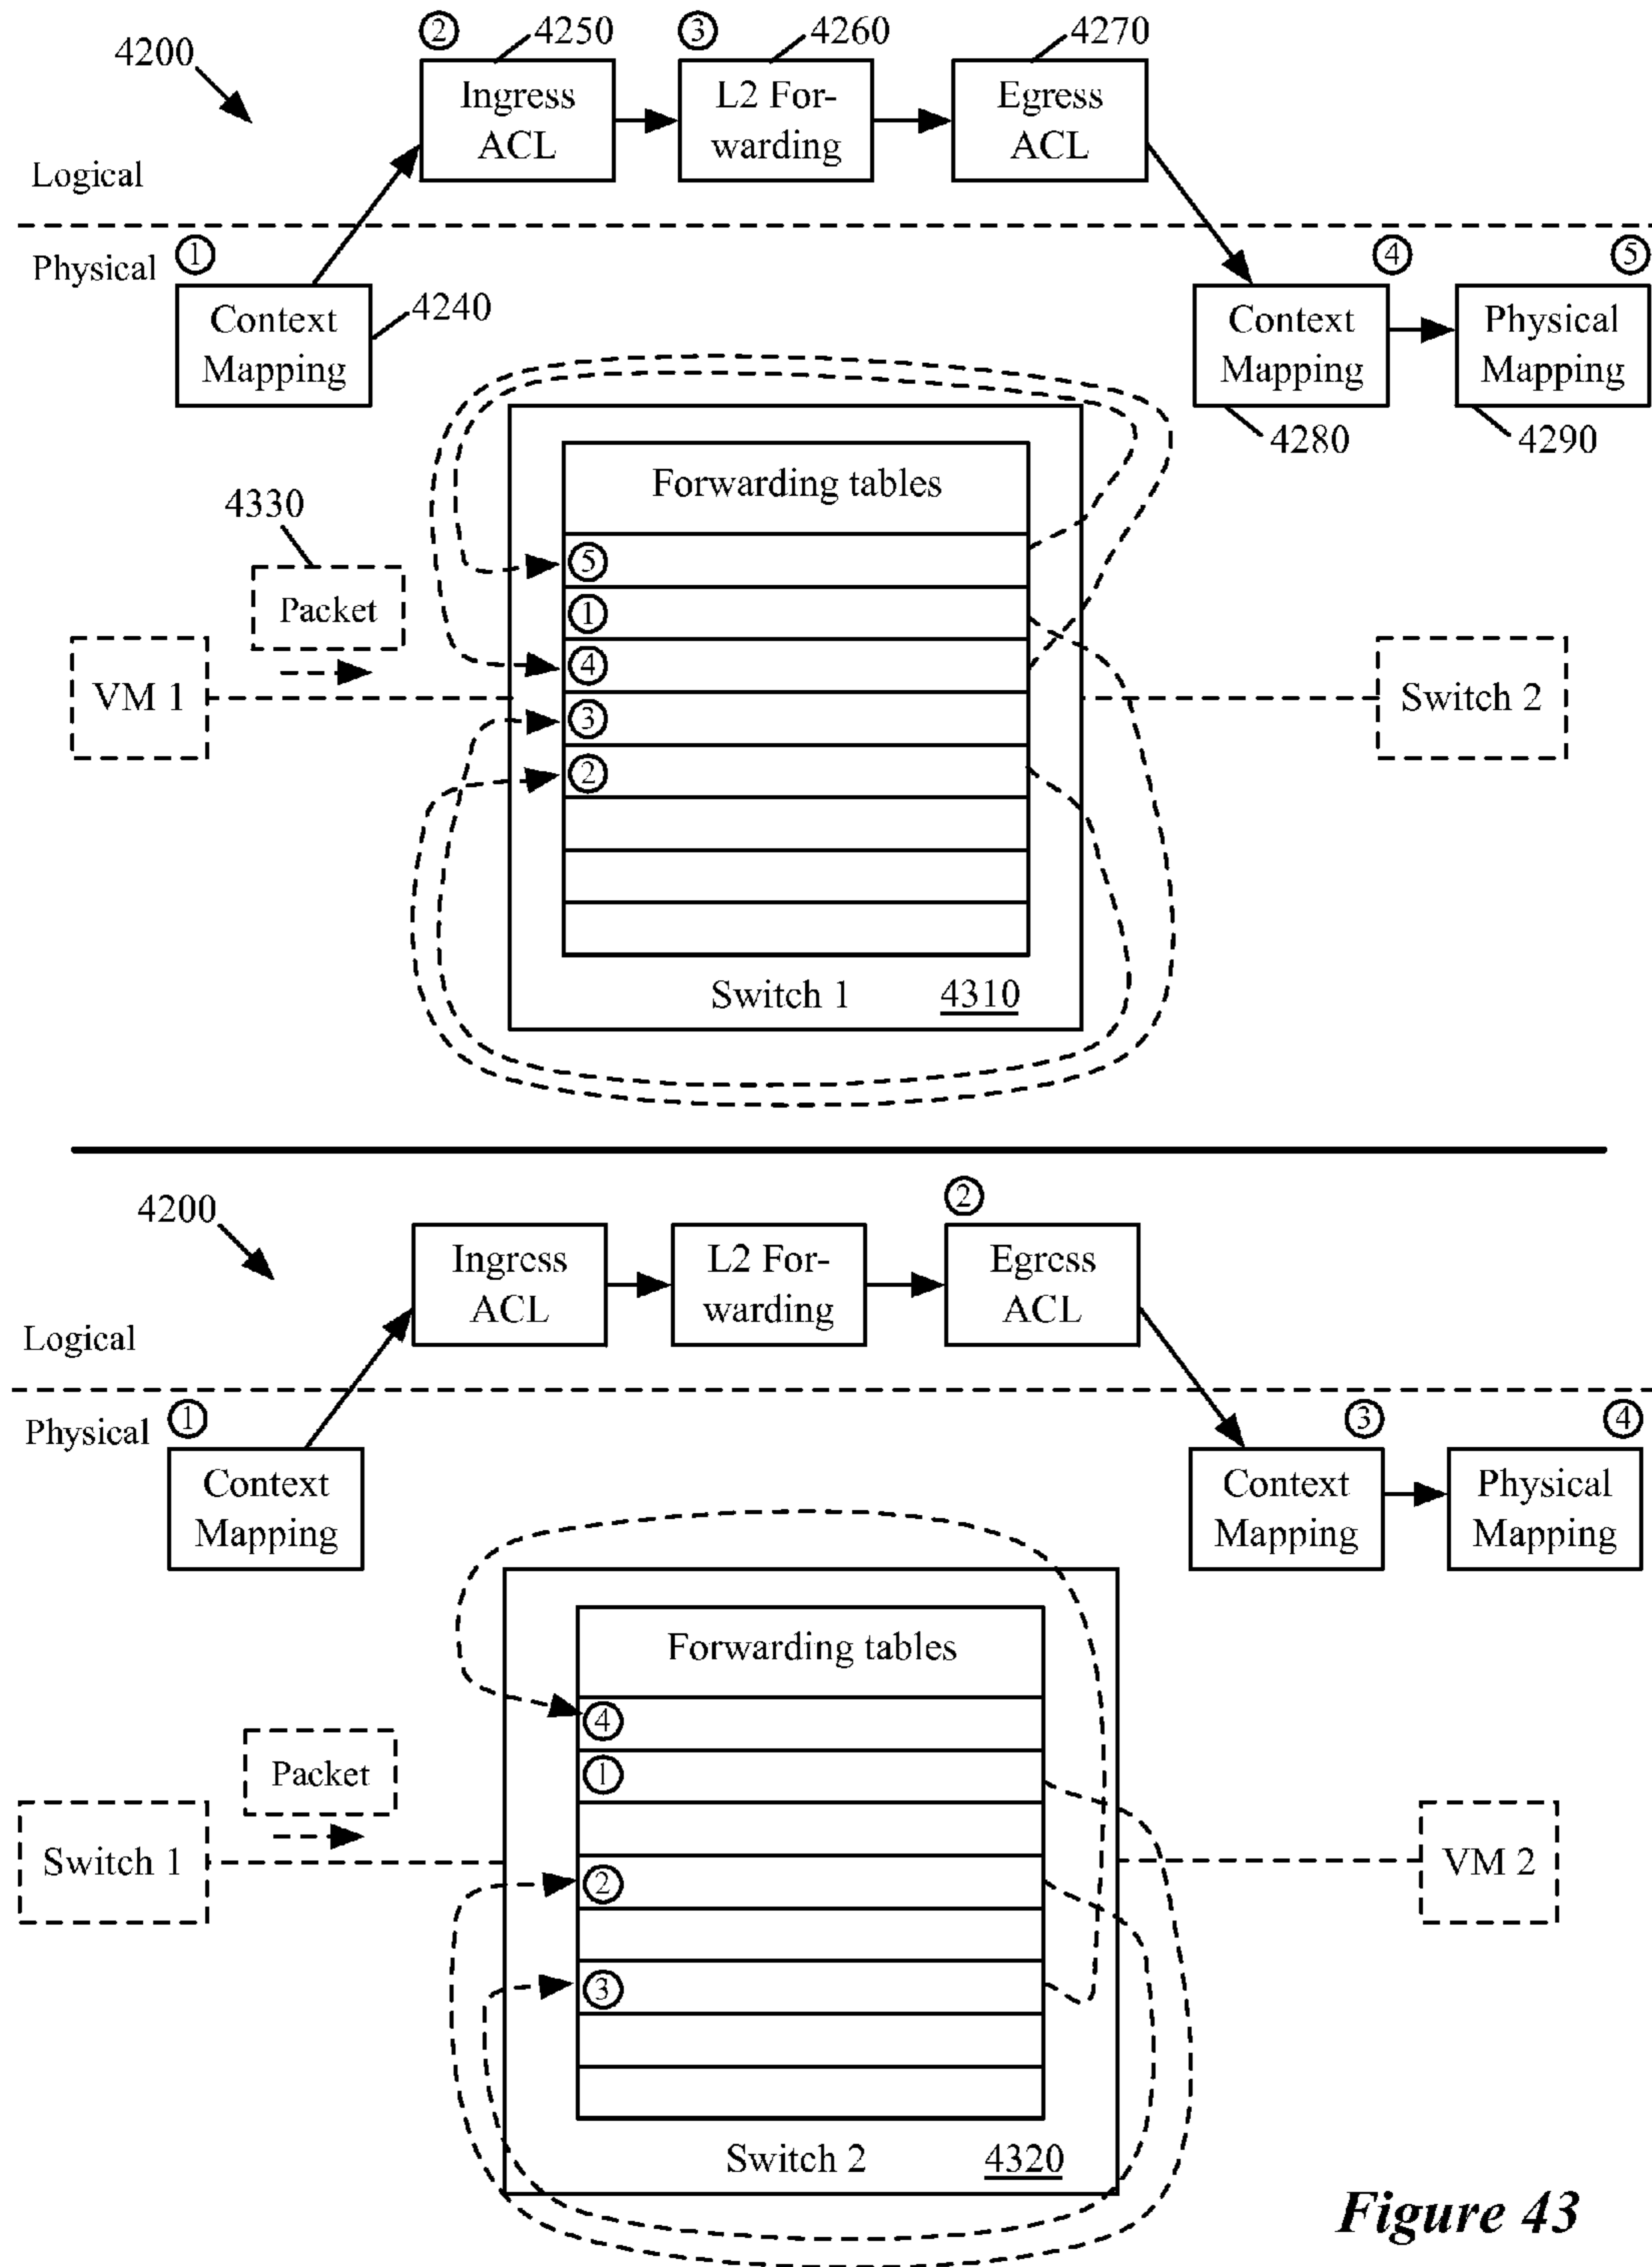 ② 4250 ③ 4260 4270
4200
Ingress
ACL
L2 For-
warding
Egress
ACL
Logical
Physical ① ④ ⑤
Context
Mapping
4240
Context
Mapping
Physical
Mapping
4280 4290
Forwarding tables
4330
⑤
Packet
①
④
VM 1
Switch 2
③
②
Switch 1 4310
4200
②
Ingress
ACL
L2 For-
warding
Egress
ACL
Logical
Physical ① ③ ④
Context
Mapping
Context
Mapping
Physical
Mapping
Forwarding tables
④
Packet
①
Switch 1
VM 2
②
③
Switch 2 4320
Figure 43